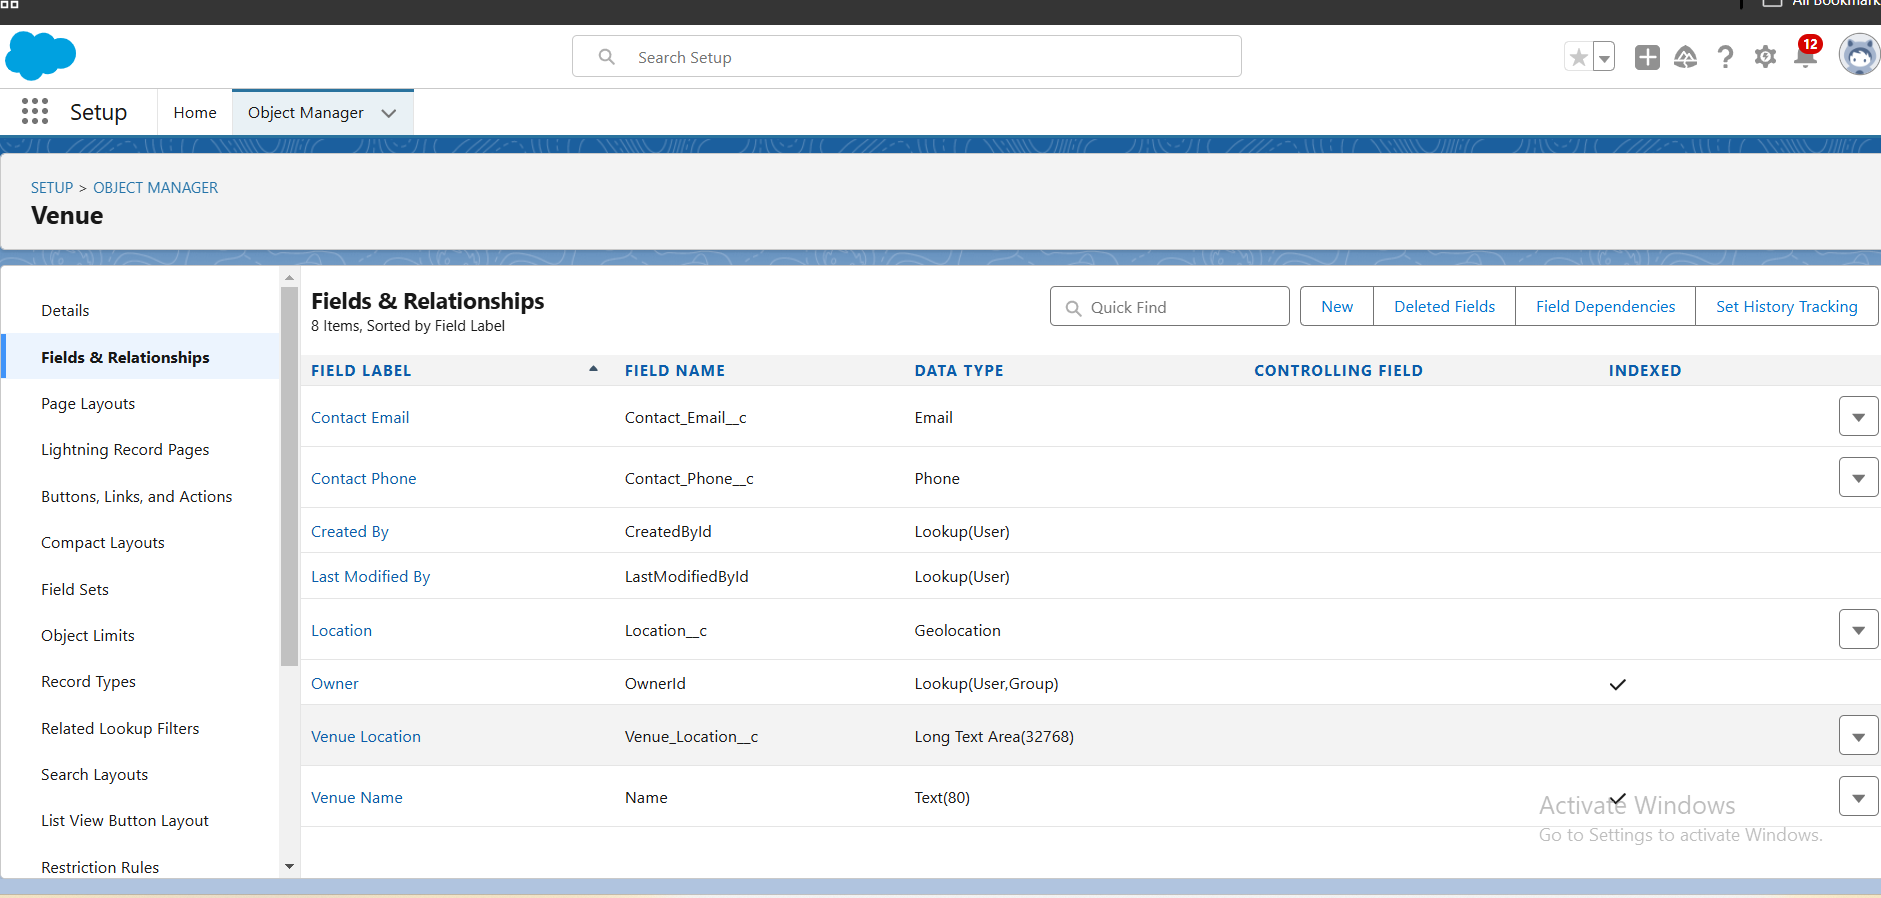 All Bookmark
Search Setup
12
Setup
Home
Object Manager
SETUP > OBJECT MANAGER
Venue
Details
Fields & Relationships
Page Layouts
Lightning Record Pages
Buttons, Links, and Actions
Compact Layouts
Field Sets
Object Limits
Record Types
Related Lookup Filters
Search Layouts
List View Button Layout
Restriction Rules
Fields & Relationships
8 Items, Sorted by Field Label
Quick Find
New
Deleted Fields
Field Dependencies
Set History Tracking
FIELD LABEL FIELD NAME DATA TYPE CONTROLLING FIELD INDEXED
Contact Email Contact_Email__c Email
Contact Phone Contact_Phone__c Phone
Created By CreatedById Lookup(User)
Last Modified By LastModifiedById Lookup(User)
Location Location__c Geolocation
Owner OwnerId Lookup(User,Group)
Venue Location Venue_Location__c Long Text Area(32768)
Venue Name Name Text(80)
Activate Windows
Go to Settings to activate Windows.